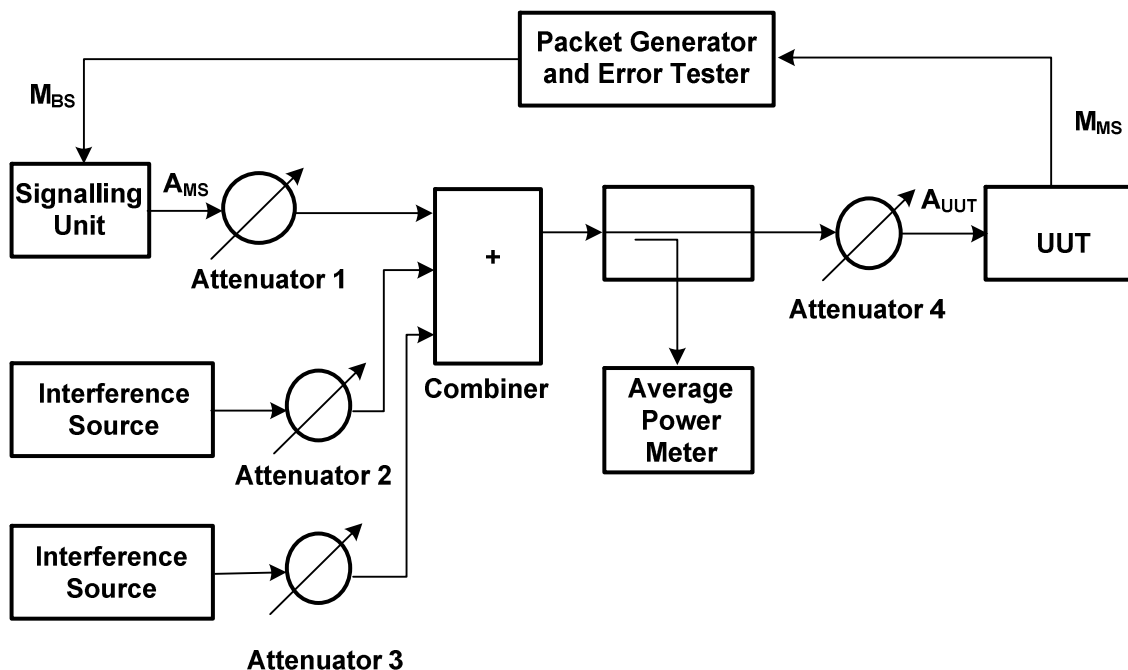 Packet Generator
and Error Tester
M_BS
M_MS
Signalling
Unit
A_MS
Attenuator 1
+
Combiner
A_UUT
UUT
Attenuator 4
Interference
Source
Attenuator 2
Average
Power
Meter
Interference
Source
Attenuator 3